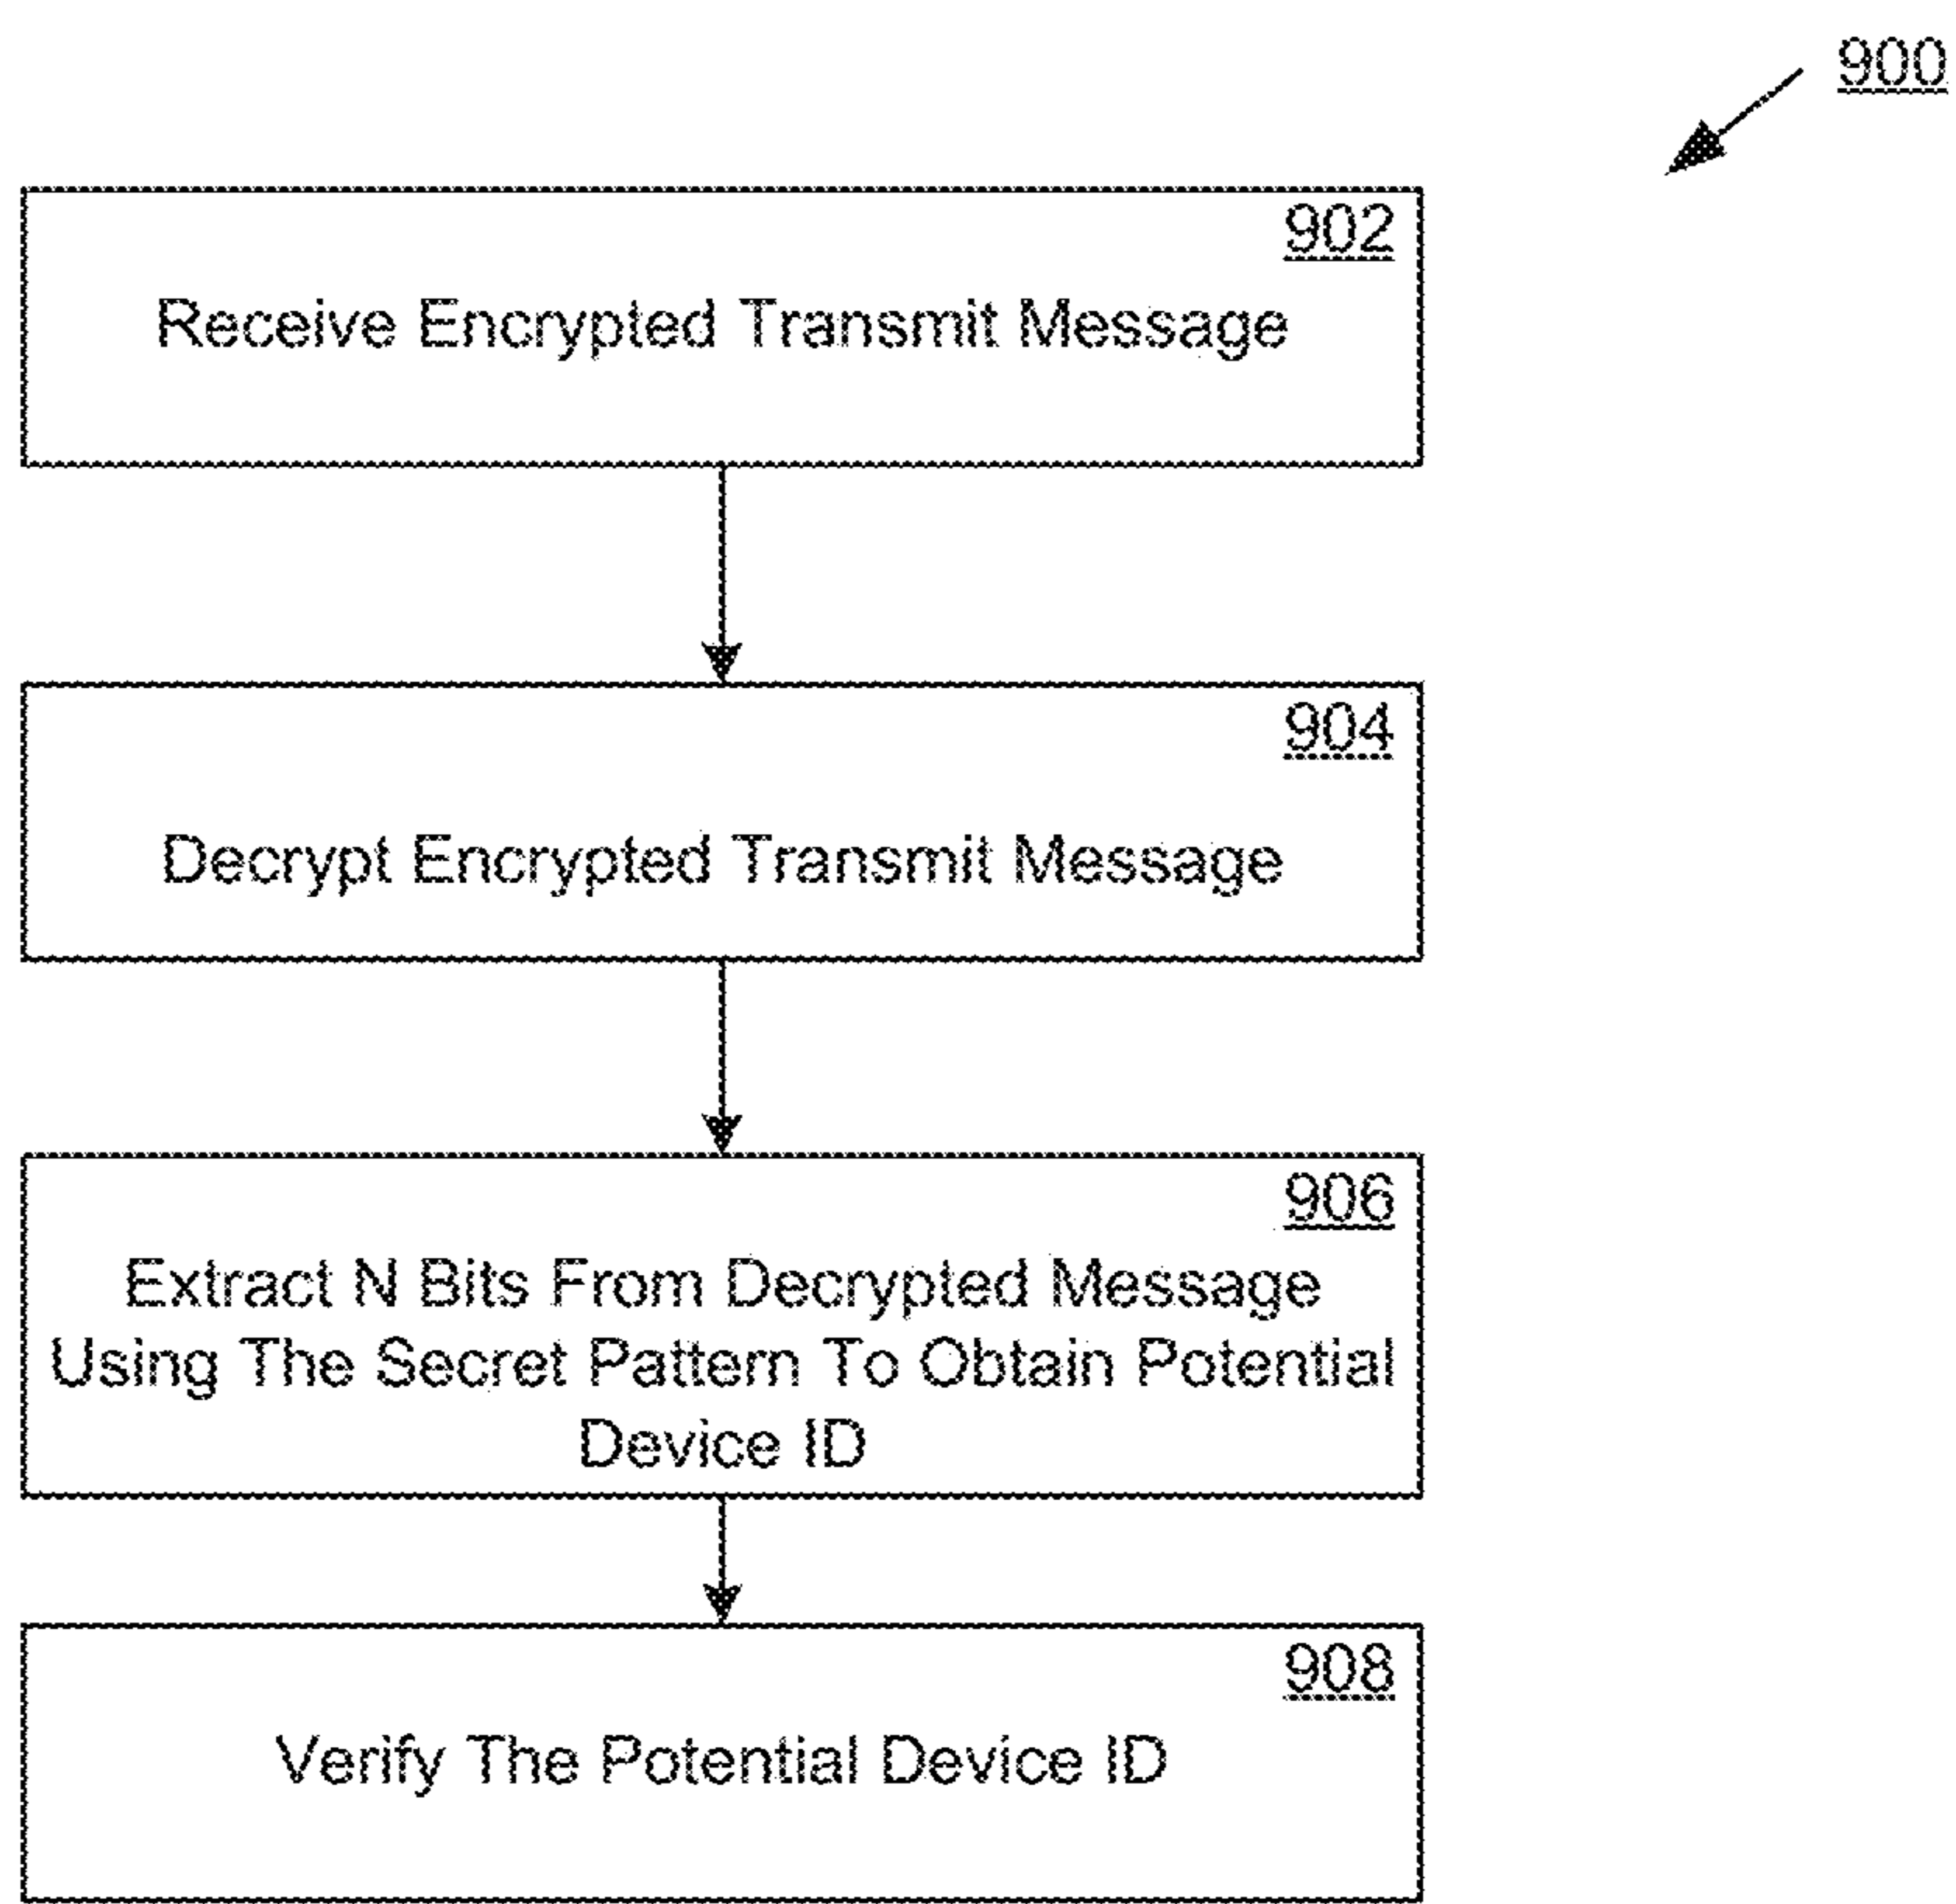 900
902
Receive Encrypted Transmit Message
904
Decrypt Encrypted Transmit Message
906
Extract N Bits From Decrypted Message
Using The Secret Pattern To Obtain Potential
Device ID
908
Verify The Potential Device ID